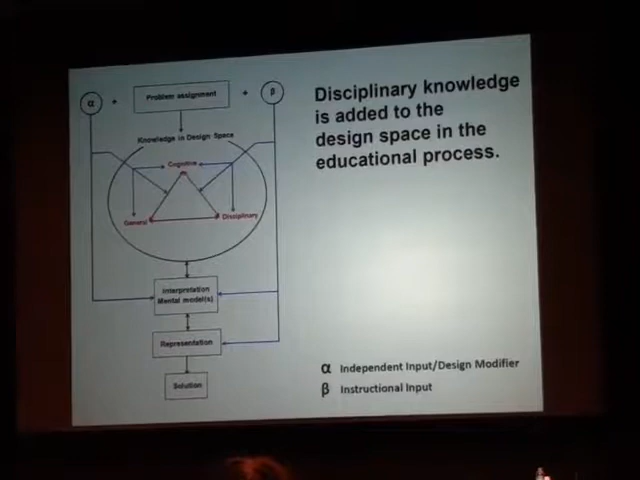 α + Problem assignment + β
Knowledge in Design Space
Cognitive
General Disciplinary
Interpretation
Mental model(s)
Representation
Solution
Disciplinary knowledge
is added to the
design space in the
educational process.
α Independent Input/Design Modifier
β Instructional Input